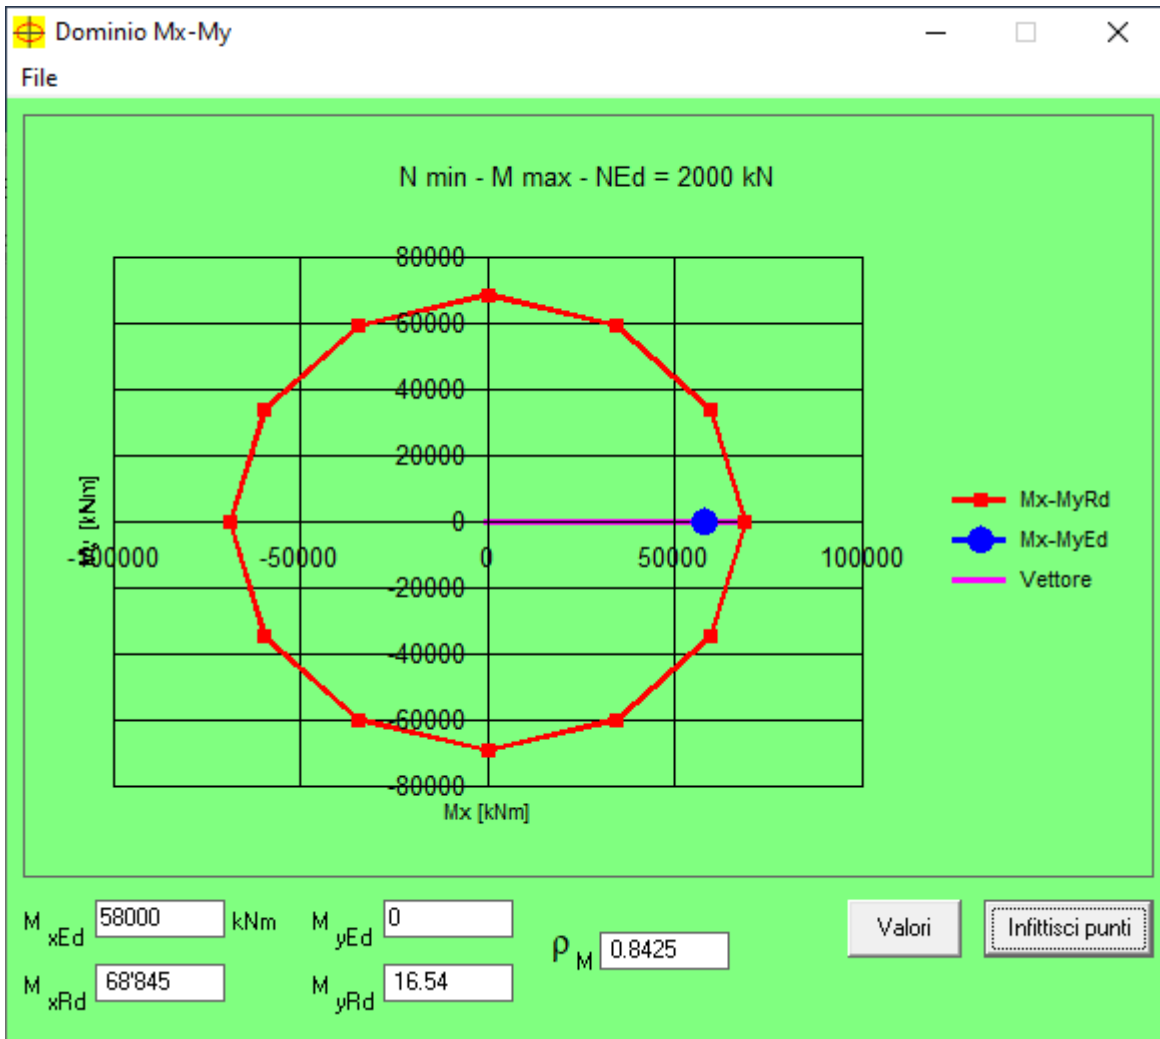 Dominio Mx-My
File
N min - M max - NEd = 2000 kN
80000
60000
40000
20000
0
-20000
-40000
-60000
-80000
-100000 -50000 0 50000 100000
Mx [kNm]
Mx-MyRd
Mx-MyEd
Vettore
M xEd 58000 kNm M yEd 0
M xRd 68'845 M yRd 16.54
ρ M 0.8425
Valori Infittisci punti